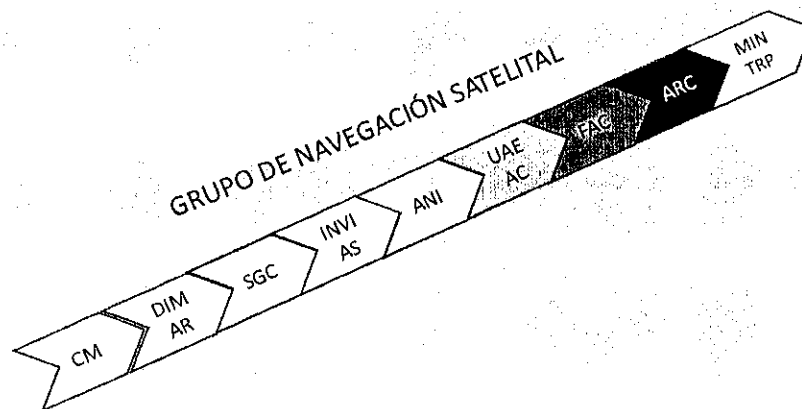 GRUPO DE NAVEGACIÓN SATELITAL
CM
DIM
AR
SGC
INVI
AS
ANI
UAE
AC
FAC
ARC
MIN
TRP